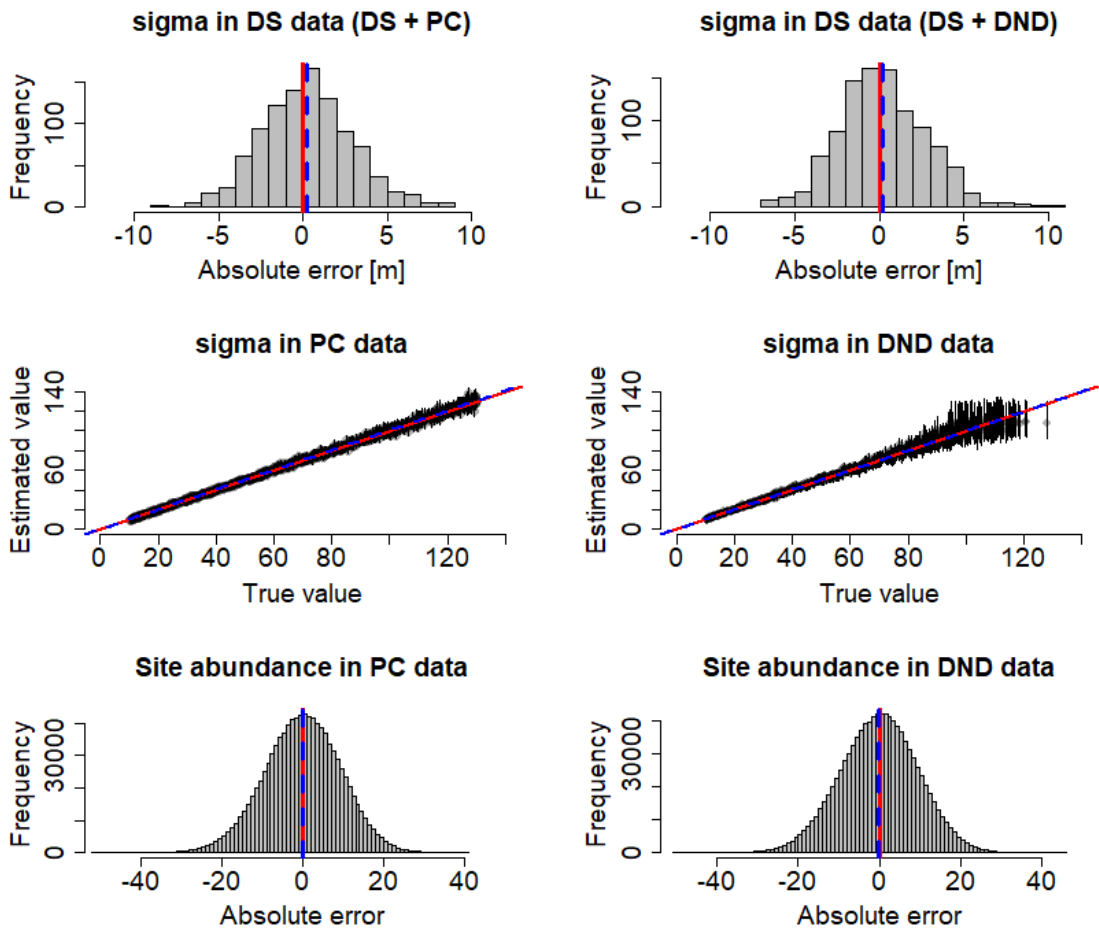 sigma in DS data (DS + PC)
Frequency
0 100
-10 -5 0 5 10
Absolute error [m]
sigma in DS data (DS + DND)
Frequency
0 100
-10 -5 0 5 10
Absolute error [m]
sigma in PC data
Estimated value
0 60 140
0 20 40 60 80 120
True value
sigma in DND data
Estimated value
0 60 140
0 20 40 60 80 120
True value
Site abundance in PC data
Frequency
0 30000
-40 -20 0 20 40
Absolute error
Site abundance in DND data
Frequency
0 30000
-40 -20 0 20 40
Absolute error